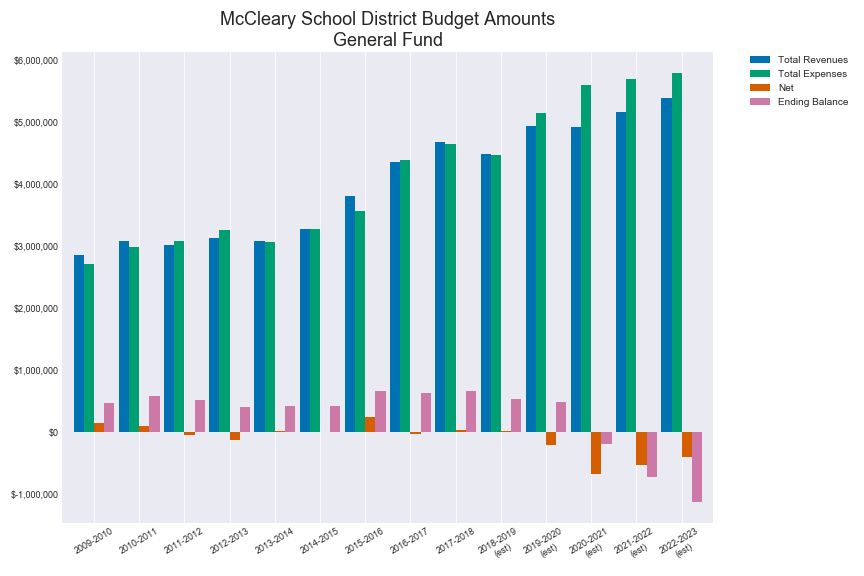 McCleary School District Budget Amounts
General Fund
Total Revenues
Total Expenses
Net
Ending Balance
$6,000,000
$5,000,000
$4,000,000
$3,000,000
$2,000,000
$1,000,000
$0
$-1,000,000
2009-2010
2010-2011
2011-2012
2012-2013
2013-2014
2014-2015
2015-2016
2016-2017
2017-2018
2018-2019
(est)
2019-2020
(est)
2020-2021
(est)
2021-2022
(est)
2022-2023
(est)